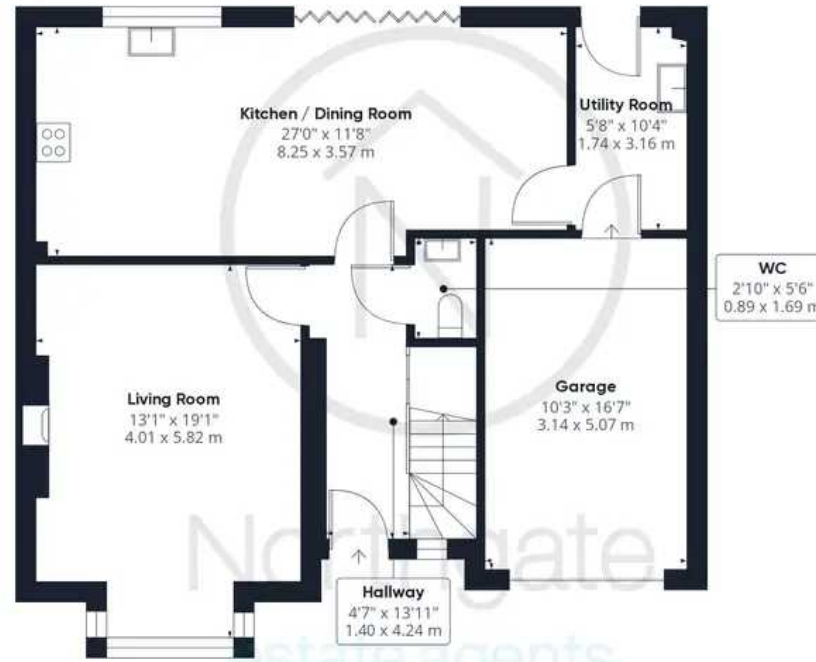 Kitchen / Dining Room
27'0" x 11'8"
8.25 x 3.57 m
Utility Room
5'8" x 10'4"
1.74 x 3.16 m
WC
2'10" x 5'6"
0.89 x 1.69 m
Living Room
13'1" x 19'1"
4.01 x 5.82 m
Garage
10'3" x 16'7"
3.14 x 5.07 m
Hallway
4'7" x 13'11"
1.40 x 4.24 m
Northgate
estate agents